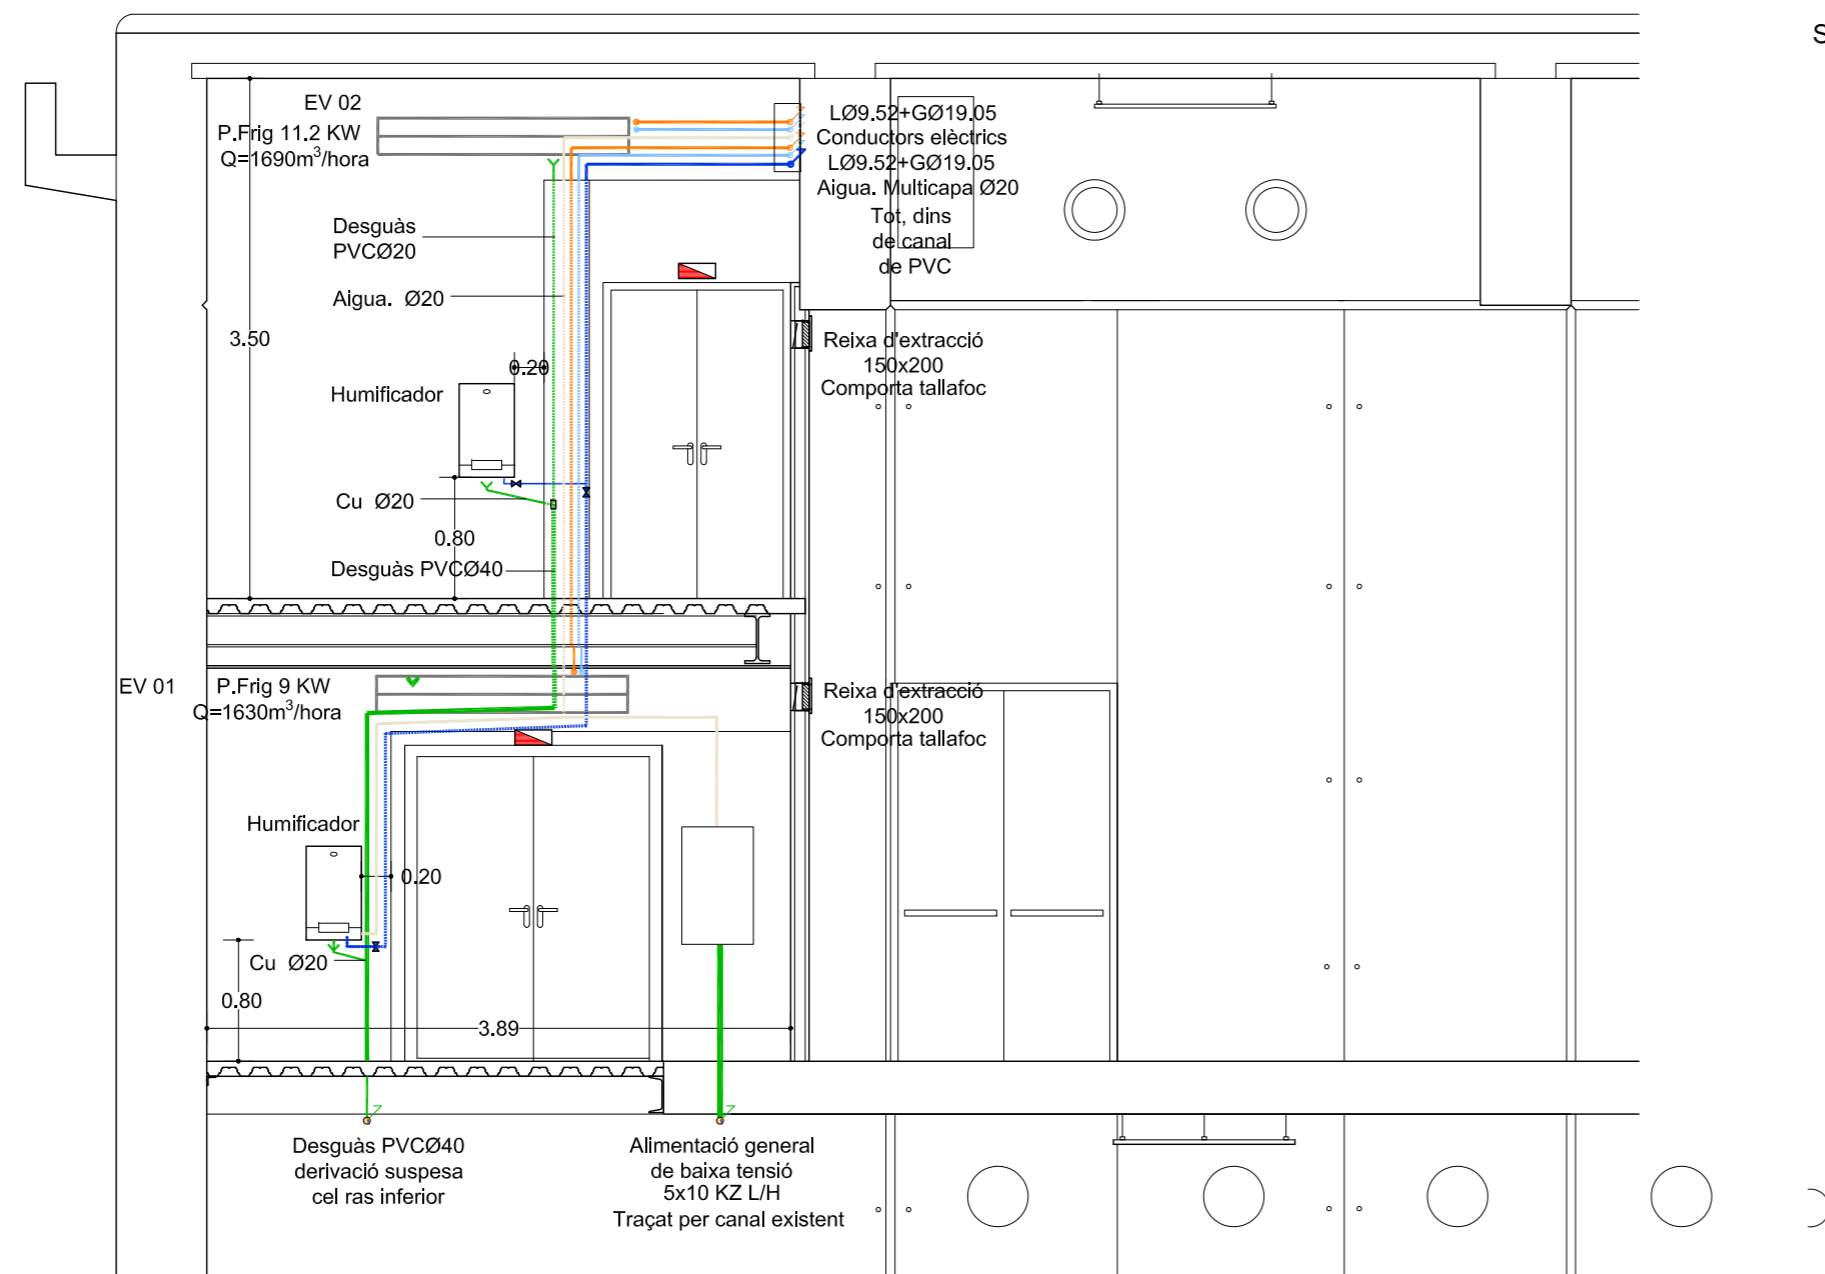 S
EV 02
P.Frig 11.2 KW
Q=1690m³/hora
LØ9.52+GØ19.05
Conductors elèctrics
LØ9.52+GØ19.05
Aigua. Multicapa Ø20
Tot, dins
de canal
de PVC
Desguàs
PVCØ20
Aigua. Ø20
3.50
0.20
Reixa d'extracció
150x200
Comporta tallafoc
Humificador
Cu Ø20
0.80
Desguàs PVCØ40
EV 01
P.Frig 9 KW
Q=1630m³/hora
Reixa d'extracció
150x200
Comporta tallafoc
Humificador
0.20
Cu Ø20
0.80
3.89
Desguàs PVCØ40
derivació suspesa
cel ras inferior
Alimentació general
de baixa tensió
5x10 KZ L/H
Traçat per canal existent